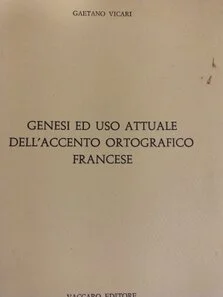 GAETANO VICARI
GENESI ED USO ATTUALE
DELL'ACCENTO ORTOGRAFICO
FRANCESE
VACCARO EDITORE